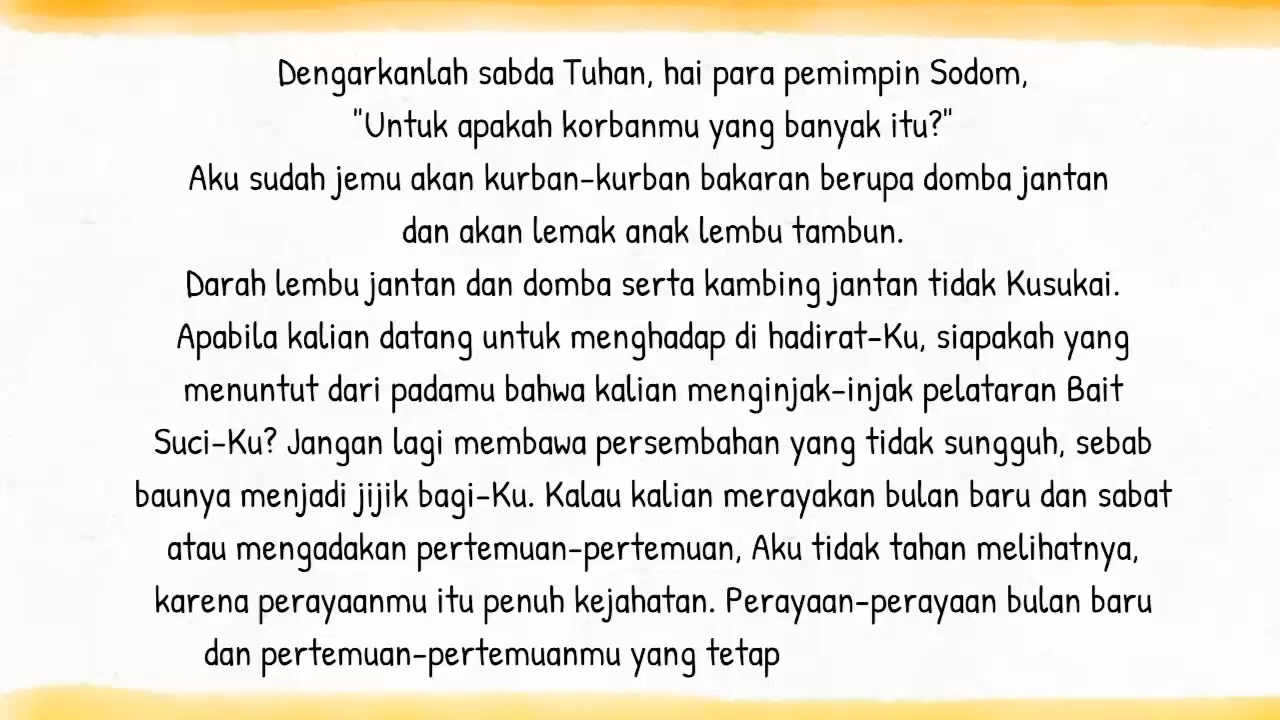 Dengarkanlah sabda Tuhan, hai para pemimpin Sodom,
"Untuk apakah korbanmu yang banyak itu?"
Aku sudah jemu akan kurban-kurban bakaran berupa domba jantan
dan akan lemak anak lembu tambun.
Darah lembu jantan dan domba serta kambing jantan tidak Kusukai.
Apabila kalian datang untuk menghadap di hadirat-Ku, siapakah yang
menuntut dari padamu bahwa kalian menginjak-injak pelataran Bait
Suci-Ku? Jangan lagi membawa persembahan yang tidak sungguh, sebab
baunya menjadi jijik bagi-Ku. Kalau kalian merayakan bulan baru dan sabat
atau mengadakan pertemuan-pertemuan, Aku tidak tahan melihatnya,
karena perayaanmu itu penuh kejahatan. Perayaan-perayaan bulan baru
dan pertemuan-pertemuanmu yang tetap